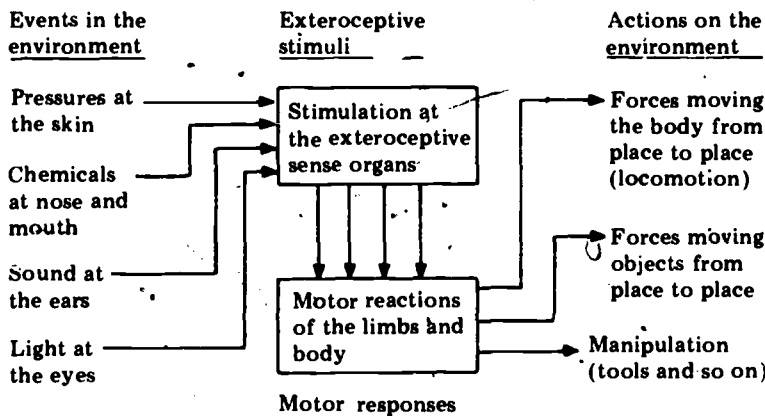 Events in the
environment
Exteroceptive
stimuli
Actions on the
environment
Pressures at
the skin
Chemicals
at nose and
mouth
Sound at
the ears
Light at
the eyes
Stimulation at
the exteroceptive
sense organs
Motor reactions
of the limbs and
body
Motor responses
Forces moving
the body from
place to place
(locomotion)
Forces moving
objects from
place to place
Manipulation
(tools and so on)